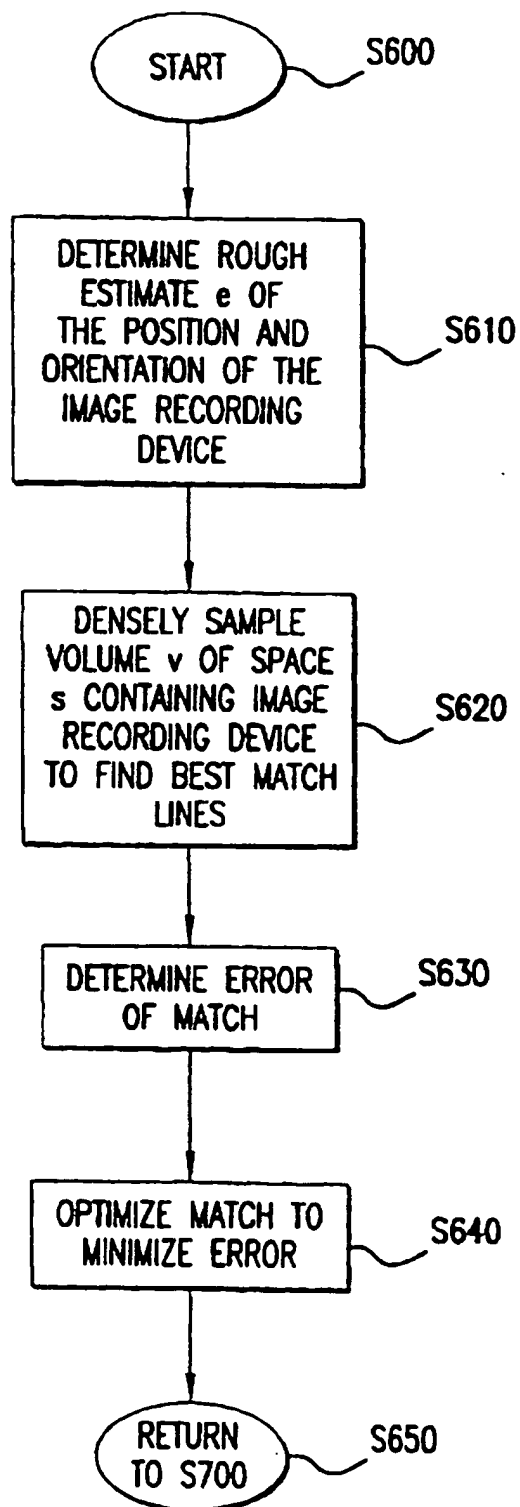 START
S600
DETERMINE ROUGH
ESTIMATE e OF
THE POSITION AND
ORIENTATION OF THE
IMAGE RECORDING
DEVICE
S610
DENSELY SAMPLE
VOLUME v OF SPACE
s CONTAINING IMAGE
RECORDING DEVICE
TO FIND BEST MATCH
LINES
S620
DETERMINE ERROR
OF MATCH
S630
OPTIMIZE MATCH TO
MINIMIZE ERROR
S640
RETURN
TO S700
S650